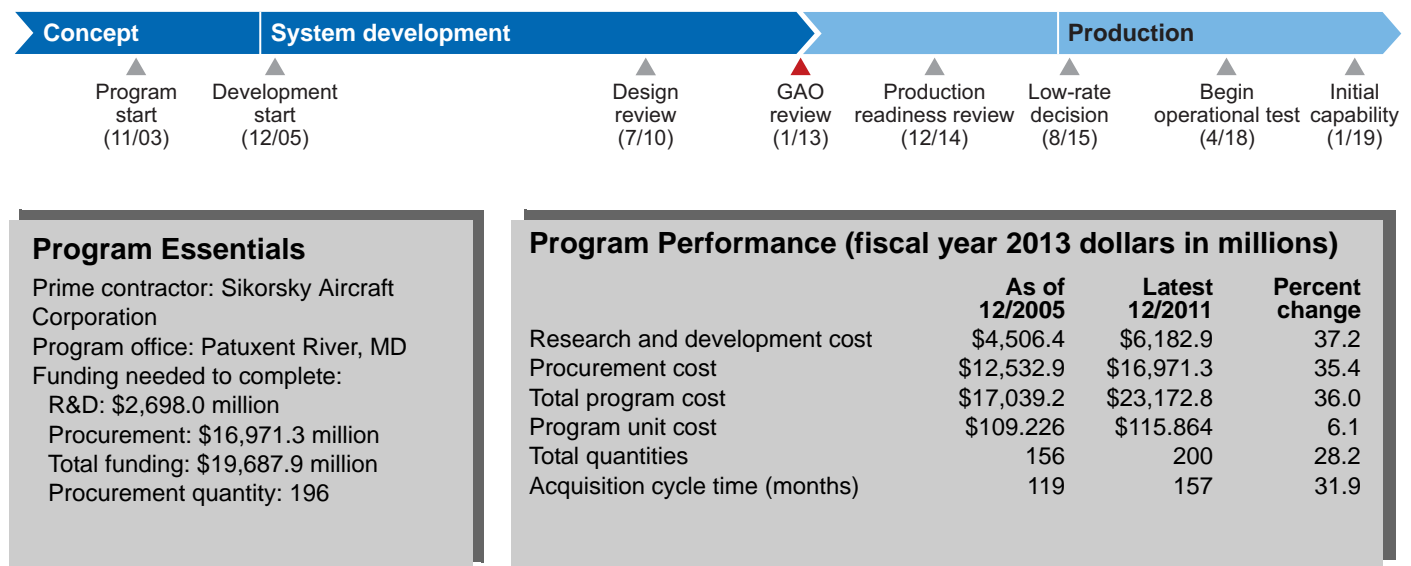 Concept
System development
Production
Program
start
(11/03)
Development
start
(12/05)
Design
review
(7/10)
GAO
review
(1/13)
Production
readiness review
(12/14)
Low-rate
decision
(8/15)
Begin
operational test
(4/18)
Initial
capability
(1/19)
Program Essentials
Prime contractor: Sikorsky Aircraft
Corporation
Program office: Patuxent River, MD
Funding needed to complete:
R&D: $2,698.0 million
Procurement: $16,971.3 million
Total funding: $19,687.9 million
Procurement quantity: 196
Program Performance (fiscal year 2013 dollars in millions)
As of
12/2005
Latest
12/2011
Percent
change
Research and development cost $4,506.4 $6,182.9 37.2
Procurement cost $12,532.9 $16,971.3 35.4
Total program cost $17,039.2 $23,172.8 36.0
Program unit cost $109.226 $115.864 6.1
Total quantities 156 200 28.2
Acquisition cycle time (months) 119 157 31.9